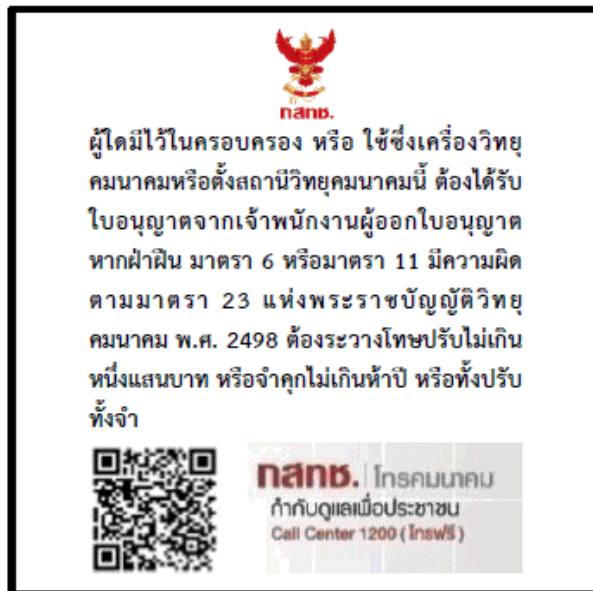 กสทช.
ผู้ใดมีไว้ในครอบครอง หรือ ใช้ซึ่งเครื่องวิทยุ
คมนาคมหรือตั้งสถานีวิทยุคมนาคมนี้ ต้องได้รับ
ใบอนุญาตจากเจ้าพนักงานผู้ออกใบอนุญาต
หากฝ่าฝืน มาตรา 6 หรือมาตรา 11 มีความผิด
ตามมาตรา 23 แห่งพระราชบัญญัติวิทยุ
คมนาคม พ.ศ. 2498 ต้องระวางโทษปรับไม่เกิน
หนึ่งแสนบาท หรือจำคุกไม่เกินห้าปี หรือทั้งปรับ
ทั้งจำ
กสทช. | โทรคมนาคม
กำกับดูแลเพื่อประชาชน
Call Center 1200 ( โทรฟรี )